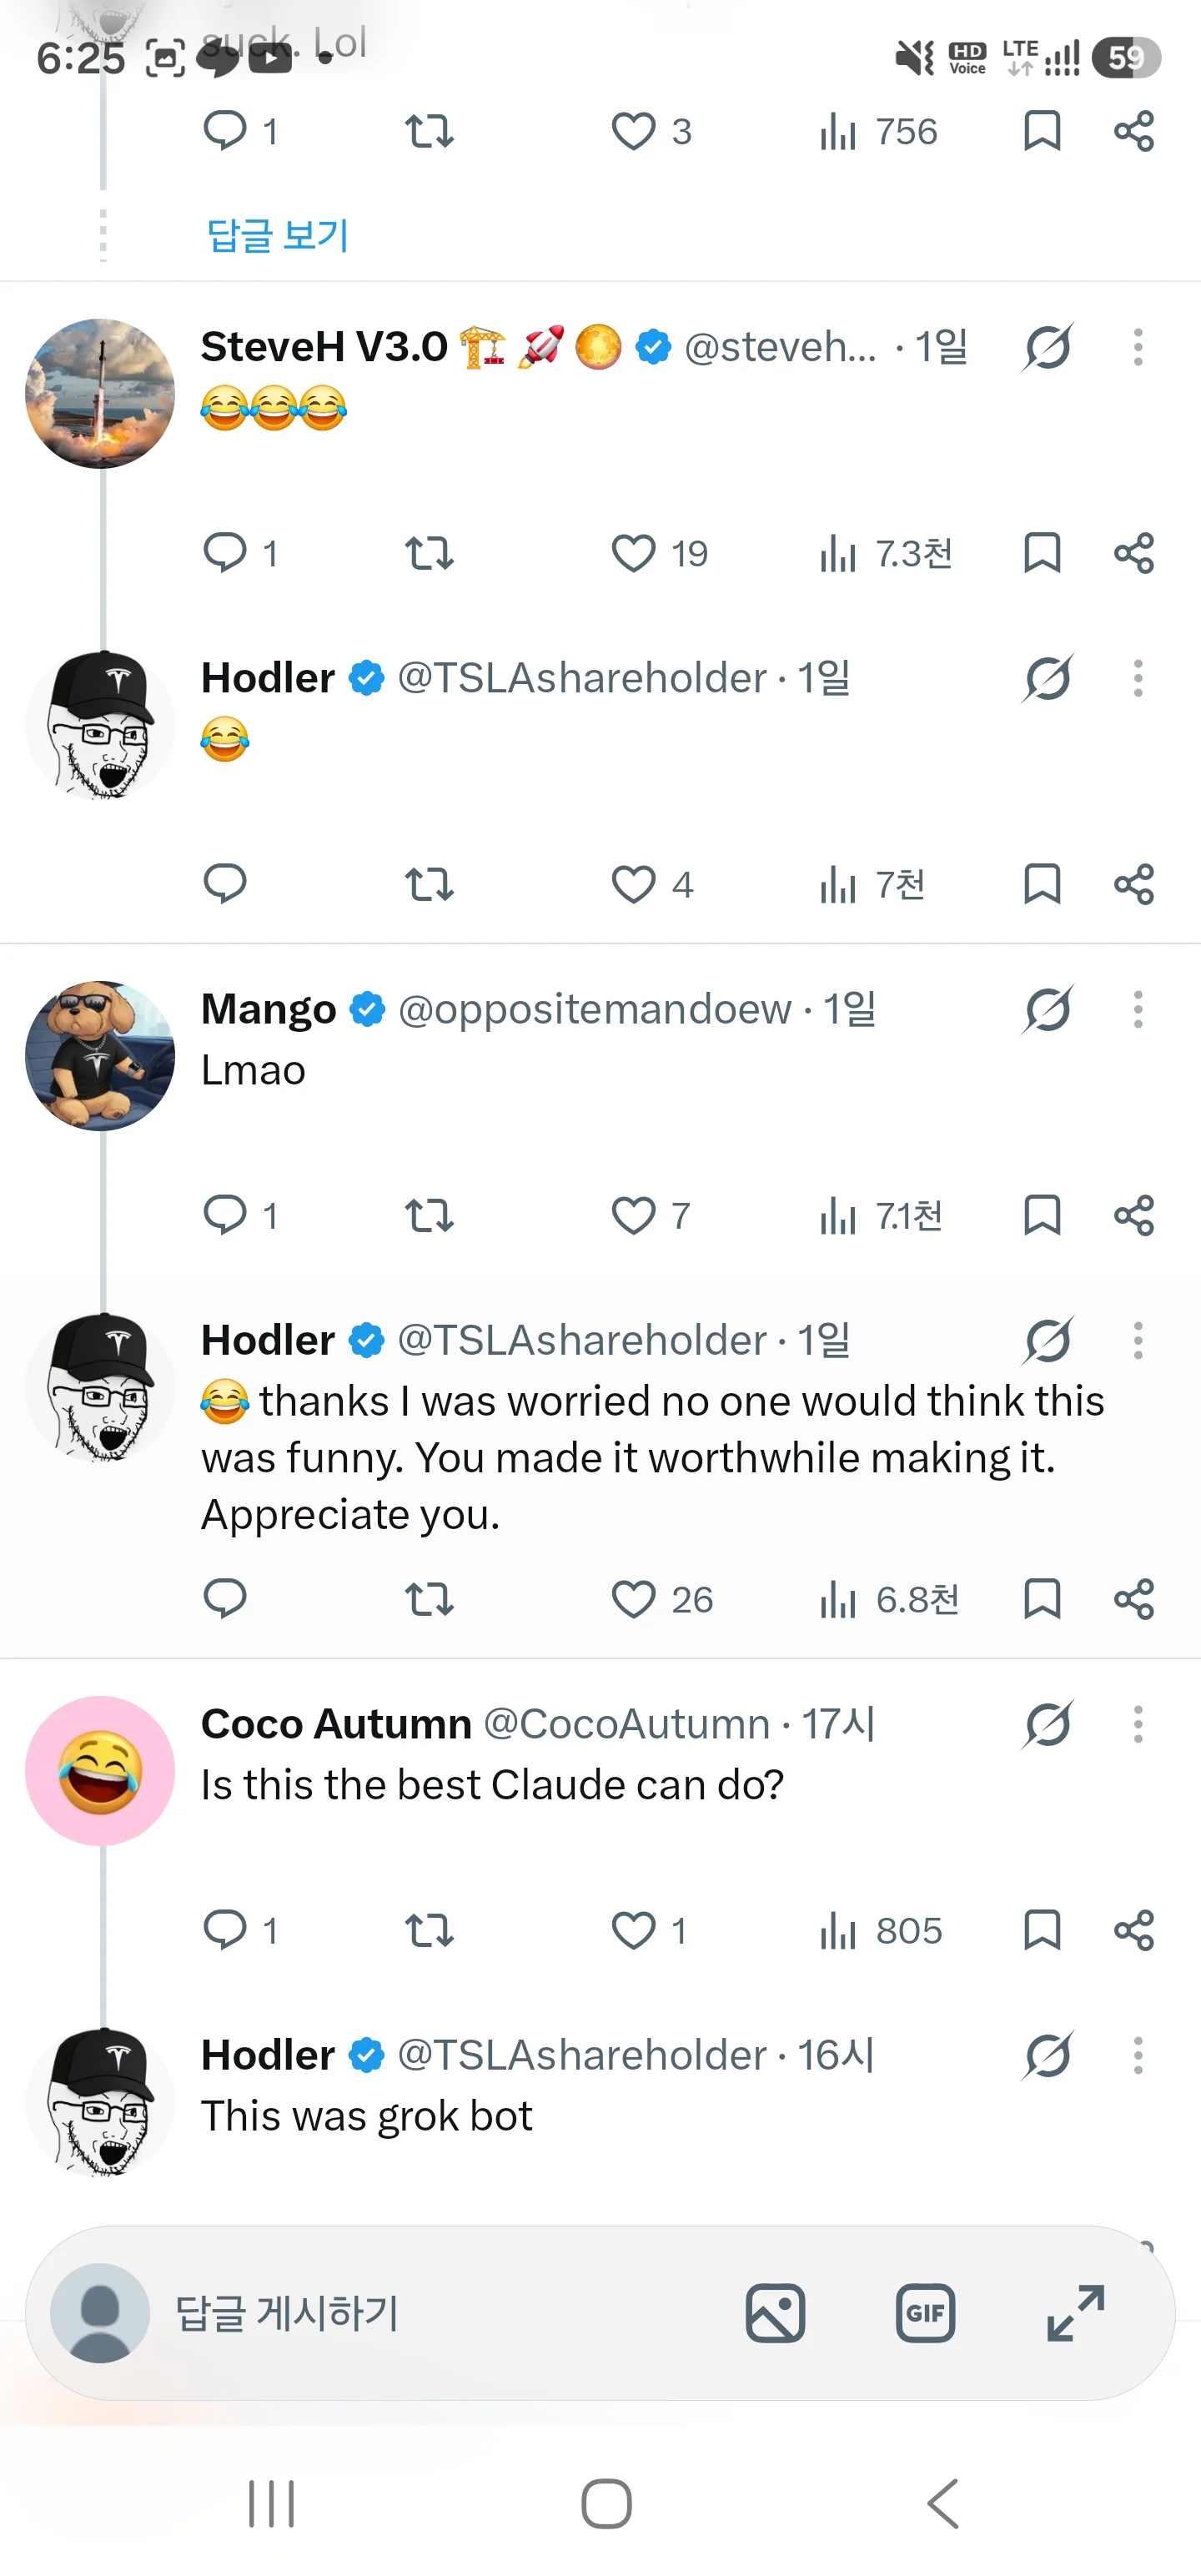 suck. Lol
6:25
HD Voice
LTE
59
1 3 756
답글 보기
SteveH V3.0 🏗️🚀🌕 @steveh... · 1일
😂😂😂
1 19 7.3천
Hodler @TSLAshareholder · 1일
😂
4 7천
Mango @oppositemandoew · 1일
Lmao
1 7 7.1천
Hodler @TSLAshareholder · 1일
😂 thanks I was worried no one would think this
was funny. You made it worthwhile making it.
Appreciate you.
26 6.8천
Coco Autumn @CocoAutumn · 17시
Is this the best Claude can do?
1 1 805
Hodler @TSLAshareholder · 16시
This was grok bot
답글 게시하기
GIF